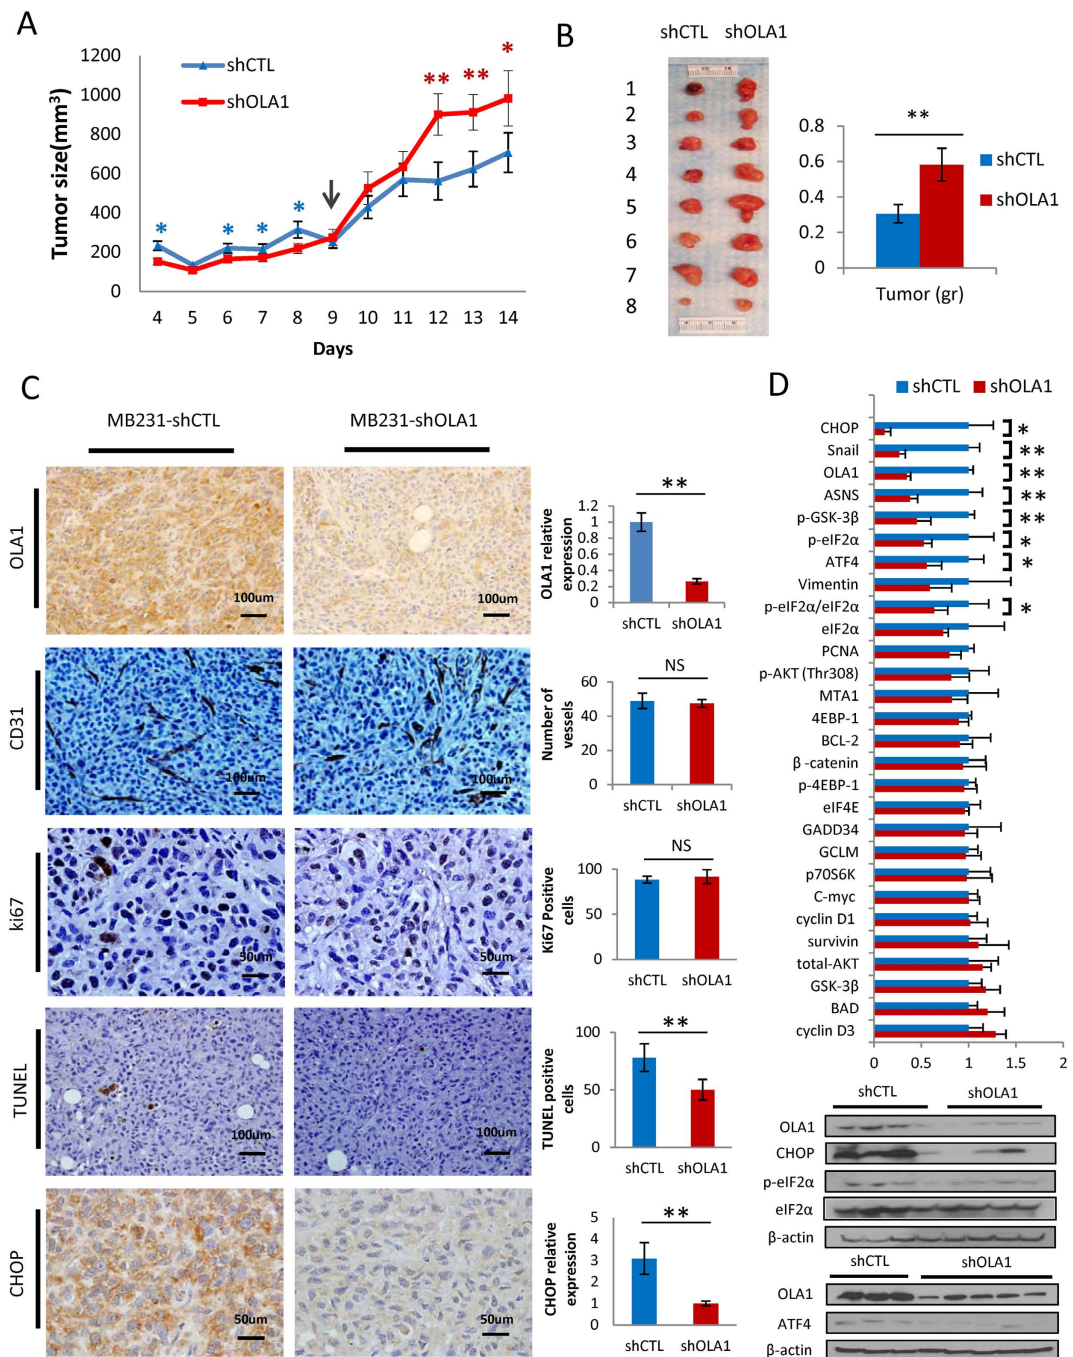 A
1200
1000
800
600
400
200
0
Tumor size(mm³)
shCTL
shOLA1
* * * * ** ** *
4 5 6 7 8 9 10 11 12 13 14
Days
B
shCTL shOLA1
1
2
3
4
5
6
7
8
0.8
0.6
0.4
0.2
0
**
shCTL
shOLA1
Tumor (gr)
C
MB231-shCTL MB231-shOLA1
OLA1
100um 100um
OLA1 relative expression
1.2
1
0.8
0.6
0.4
0.2
0
**
shCTL shOLA1
CD31
100um 100um
Number of vessels
60
40
20
0
NS
shCTL shOLA1
ki67
50um 50um
Ki67 Positive cells
100
50
0
NS
shCTL shOLA1
TUNEL
100um 100um
TUNEL positive cells
100
50
0
**
shCTL shOLA1
CHOP
50um 50um
CHOP relative expression
5
4
3
2
1
0
**
shCTL shOLA1
D
shCTL shOLA1
CHOP *
Snail **
OLA1 **
ASNS **
p-GSK-3β **
p-eIF2α *
ATF4 *
Vimentin
p-eIF2α/eIF2α *
eIF2α
PCNA
p-AKT (Thr308)
MTA1
4EBP-1
BCL-2
β -catenin
p-4EBP-1
eIF4E
GADD34
GCLM
p70S6K
C-myc
cyclin D1
survivin
total-AKT
GSK-3β
BAD
cyclin D3
0 0.5 1 1.5 2
shCTL shOLA1
OLA1
CHOP
p-eIF2α
eIF2α
β-actin
shCTL shOLA1
OLA1
ATF4
β-actin